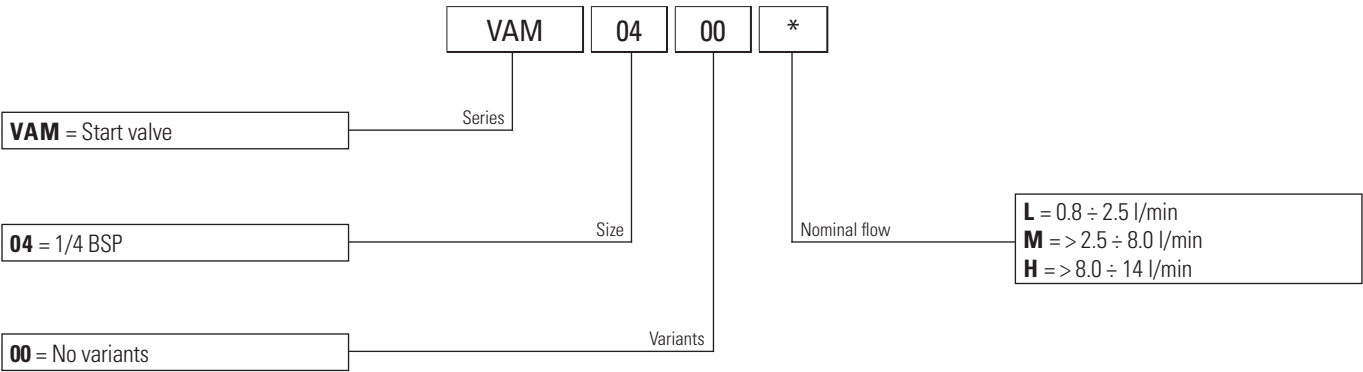 VAM 04 00 *
Series
VAM = Start valve
Size
04 = 1/4 BSP
Nominal flow
L = 0.8 ÷ 2.5 l/min
M = > 2.5 ÷ 8.0 l/min
H = > 8.0 ÷ 14 l/min
Variants
00 = No variants